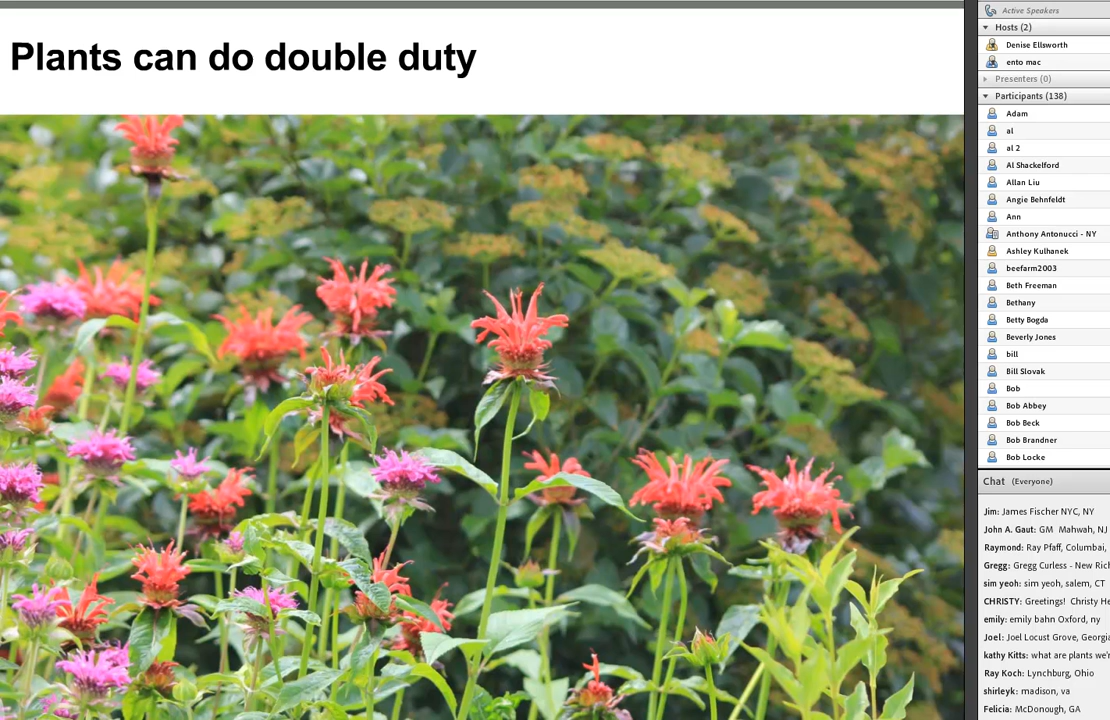 Plants can do double duty
Active Speakers
Hosts (2)
Denise Ellsworth
ento mac
Presenters (0)
Participants (138)
Adam
al
al 2
Al Shackelford
Allan Liu
Angie Behnfeldt
Ann
Anthony Antonucci - NY
Ashley Kulhanek
beefarm2003
Beth Freeman
Bethany
Betty Bogda
Beverly Jones
bill
Bill Slovak
Bob
Bob Abbey
Bob Beck
Bob Brandner
Bob Locke
Chat (Everyone)
Jim: James Fischer NYC, NY
John A. Gaut: GM Mahwah, NJ
Raymond: Ray Pfaff, Columbai,
Gregg: Gregg Curless - New Rich
sim yeoh: sim yeoh, salem, CT
CHRISTY: Greetings! Christy He
emily: emily bahn Oxford, ny
Joel: Joel Locust Grove, Georgia
kathy Kitts: what are plants we'r
Ray Koch: Lynchburg, Ohio
shirleyk: madison, va
Felicia: McDonough, GA